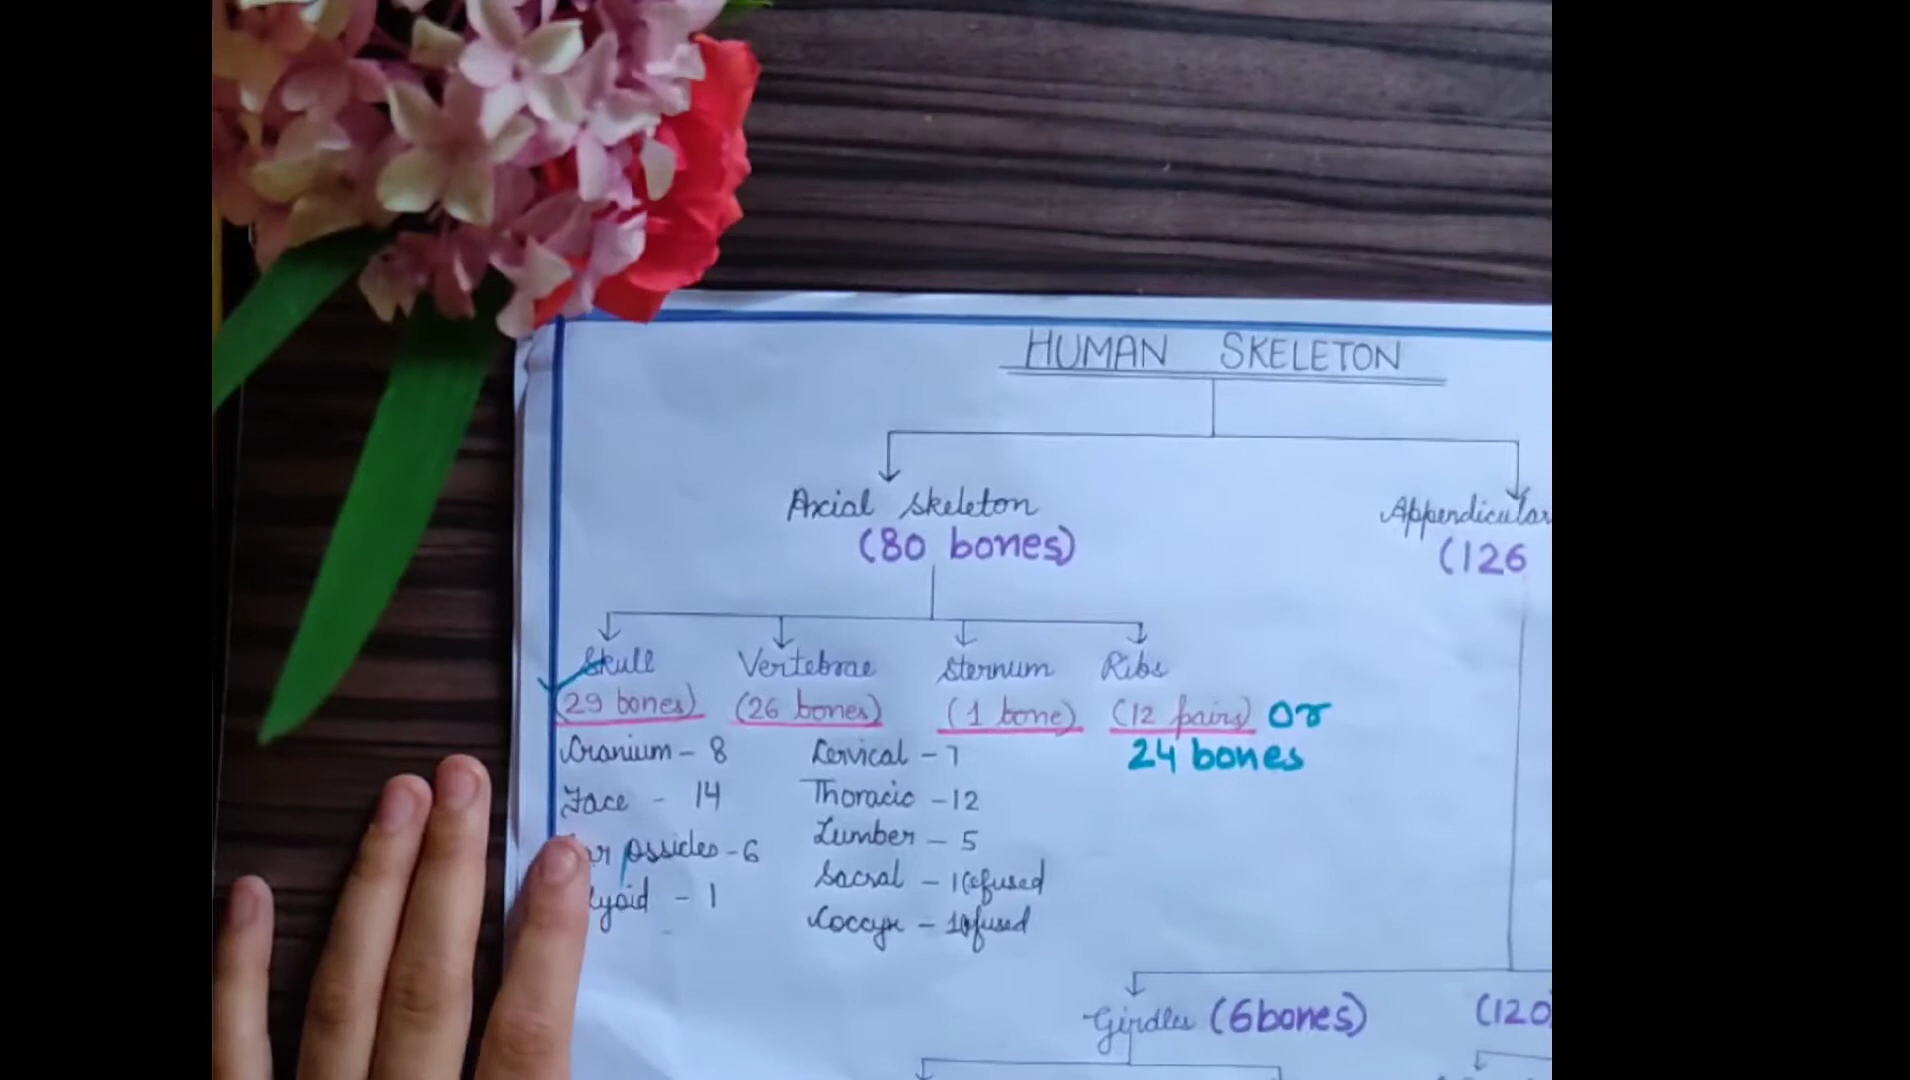 HUMAN SKELETON
Axial skeleton
(80 bones)
Appendicular
(126
Skull
(29 bones)
Cranium - 8
Face - 14
ossicles - 6
- 1
Vertebrae
(26 bones)
Cervical - 7
Thoracic - 12
Lumber - 5
Sacral - 1 fused
Coccyx - 1 fused
Sternum
(1 bone)
Ribs
(12 pairs) or
24 bones
Girdles (6 bones)
(120